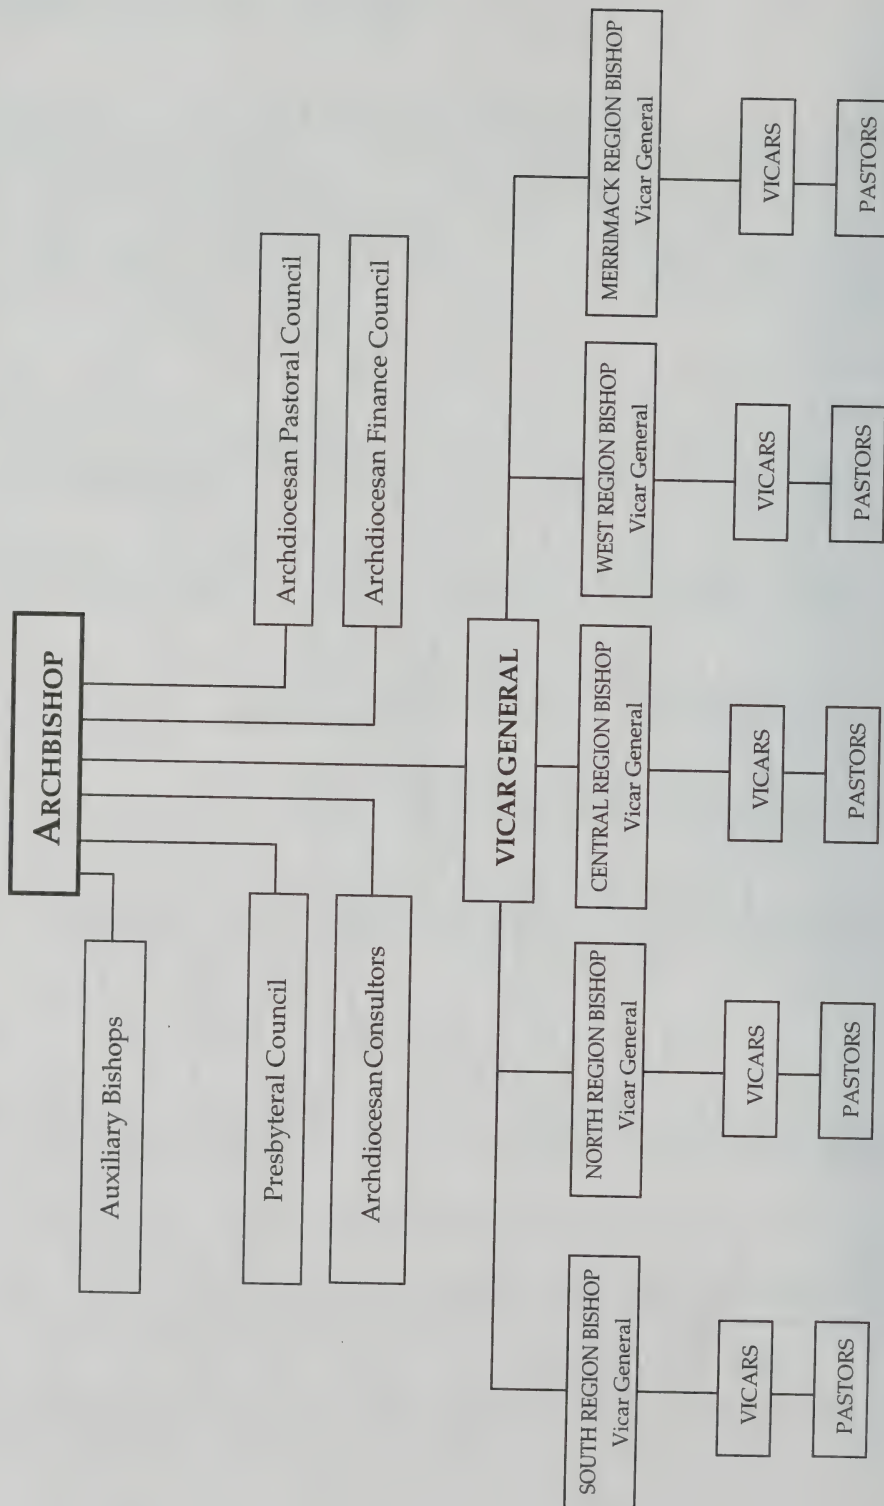 ARCHBISHOP
Auxiliary Bishops
Presbyteral Council
Archdiocesan Pastoral Council
Archdiocesan Consultors
Archdiocesan Finance Council
VICAR GENERAL
SOUTH REGION BISHOP
Vicar General
NORTH REGION BISHOP
Vicar General
CENTRAL REGION BISHOP
Vicar General
WEST REGION BISHOP
Vicar General
MERRIMACK REGION BISHOP
Vicar General
VICARS
VICARS
VICARS
VICARS
VICARS
PASTORS
PASTORS
PASTORS
PASTORS
PASTORS